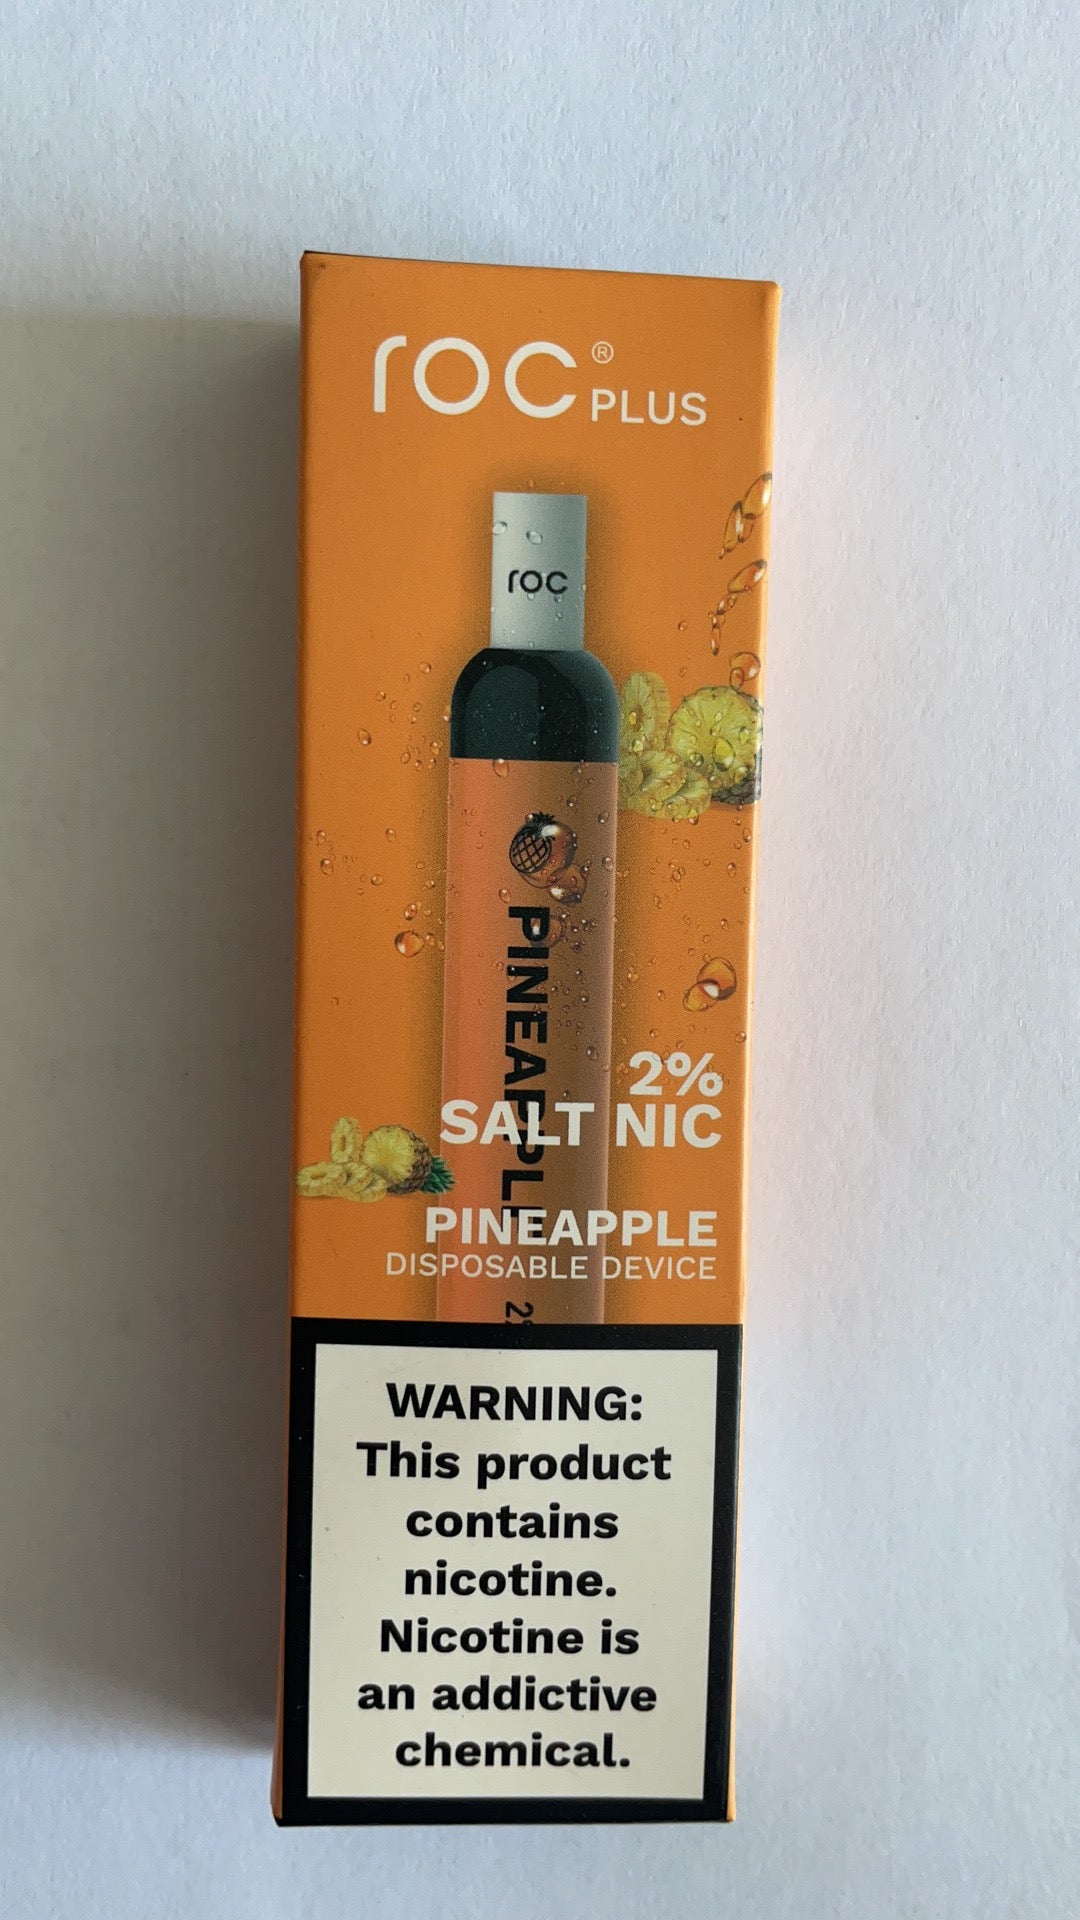 roc® PLUS
roc
PINEAPPLE
2%
SALT NIC
PINEAPPLE
DISPOSABLE DEVICE
WARNING:
This product
contains
nicotine.
Nicotine is
an addictive
chemical.